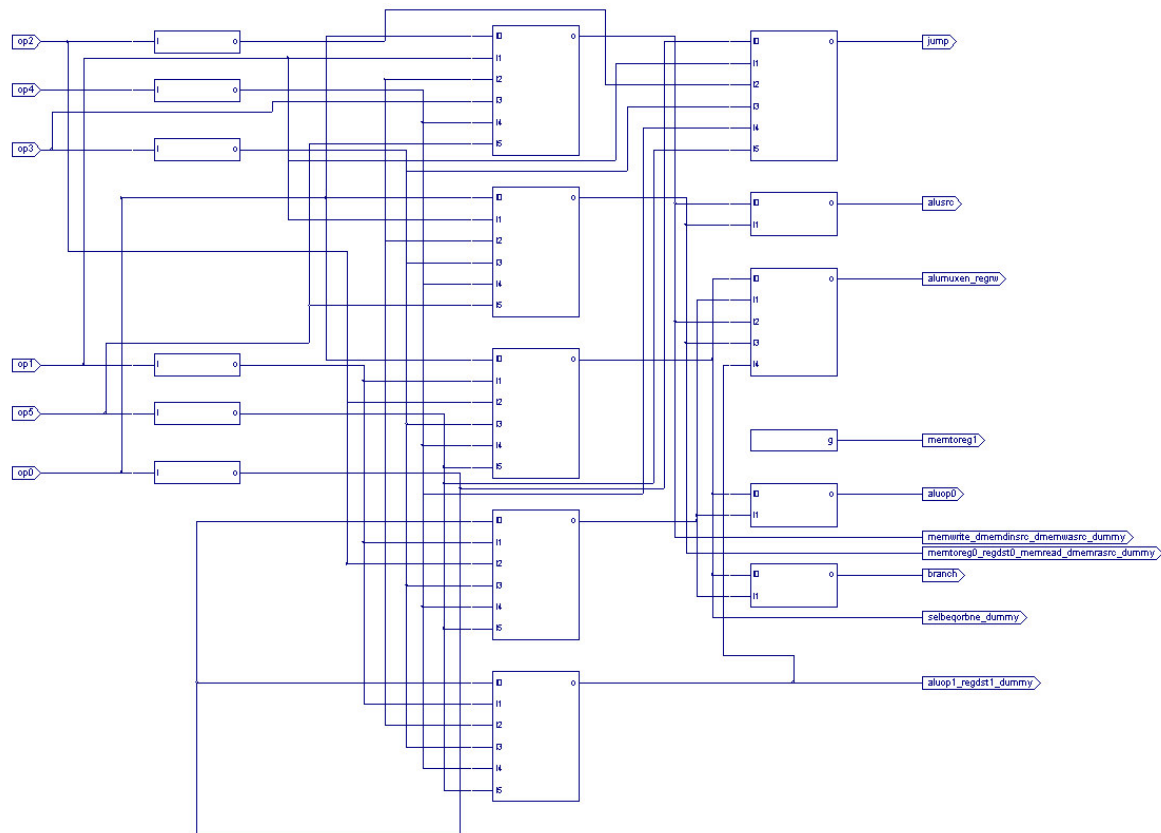 op2
I
o
I0
o
I0
o
jump
I1
I1
op4
I
o
I2
I2
I3
I3
I4
I4
op3
I
o
I5
I5
I0
o
I0
o
alusrc
I1
I1
I2
I3
I0
o
alumuxen_regrw
I4
I1
I5
I2
I3
op1
I
o
I0
o
I4
I1
I2
op5
I
o
I3
I4
g
memtoreg1
I5
op0
I
o
I0
o
aluop0
I0
o
I1
memwrite_dmemdinsrc_dmemwasrc_dummy
I1
memtoreg0_regdst0_memread_dmemrasrc_dummy
I2
I0
o
branch
I3
I1
I4
selbeqorbne_dummy
I5
I0
o
aluop1_regdst1_dummy
I1
I2
I3
I4
I5